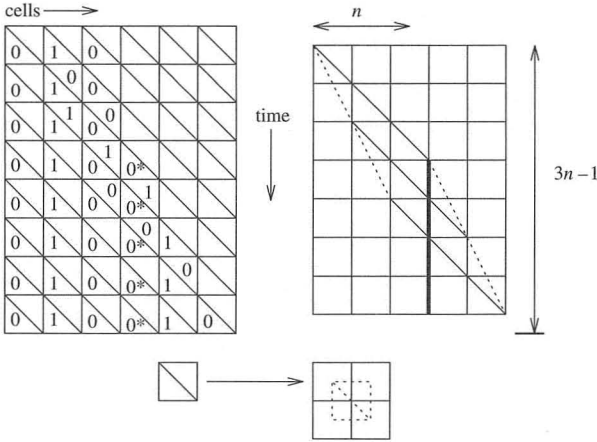 cells
0 1 0
0 1 0 0
0 1 1 0 0
0 1 0 1 0*
0 1 0 0 0* 1
0 1 0 0* 0 1
0 1 0 0* 1 0
0 1 0 0* 1 0
time
n
3n – 1